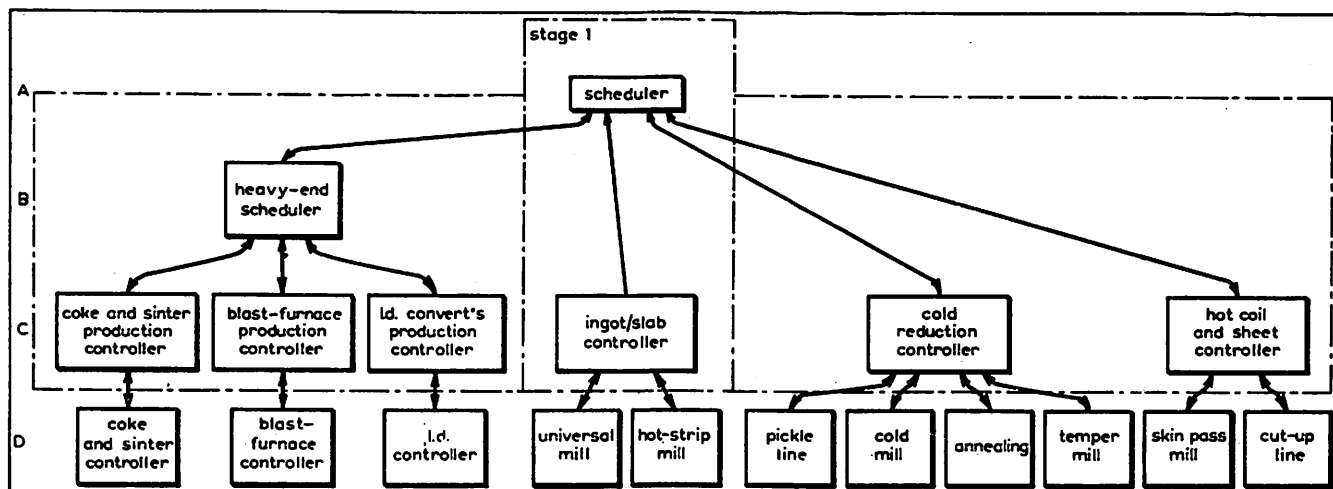 stage 1
A
scheduler
B
heavy-end
scheduler
C
coke and sinter
production
controller
blast-furnace
production
controller
l.d. convert's
production
controller
ingot/slab
controller
cold
reduction
controller
hot coil
and sheet
controller
D
coke
and sinter
controller
blast-
furnace
controller
l.d.
controller
universal
mill
hot-strip
mill
pickle
line
cold
mill
annealing
temper
mill
skin pass
mill
cut-up
line